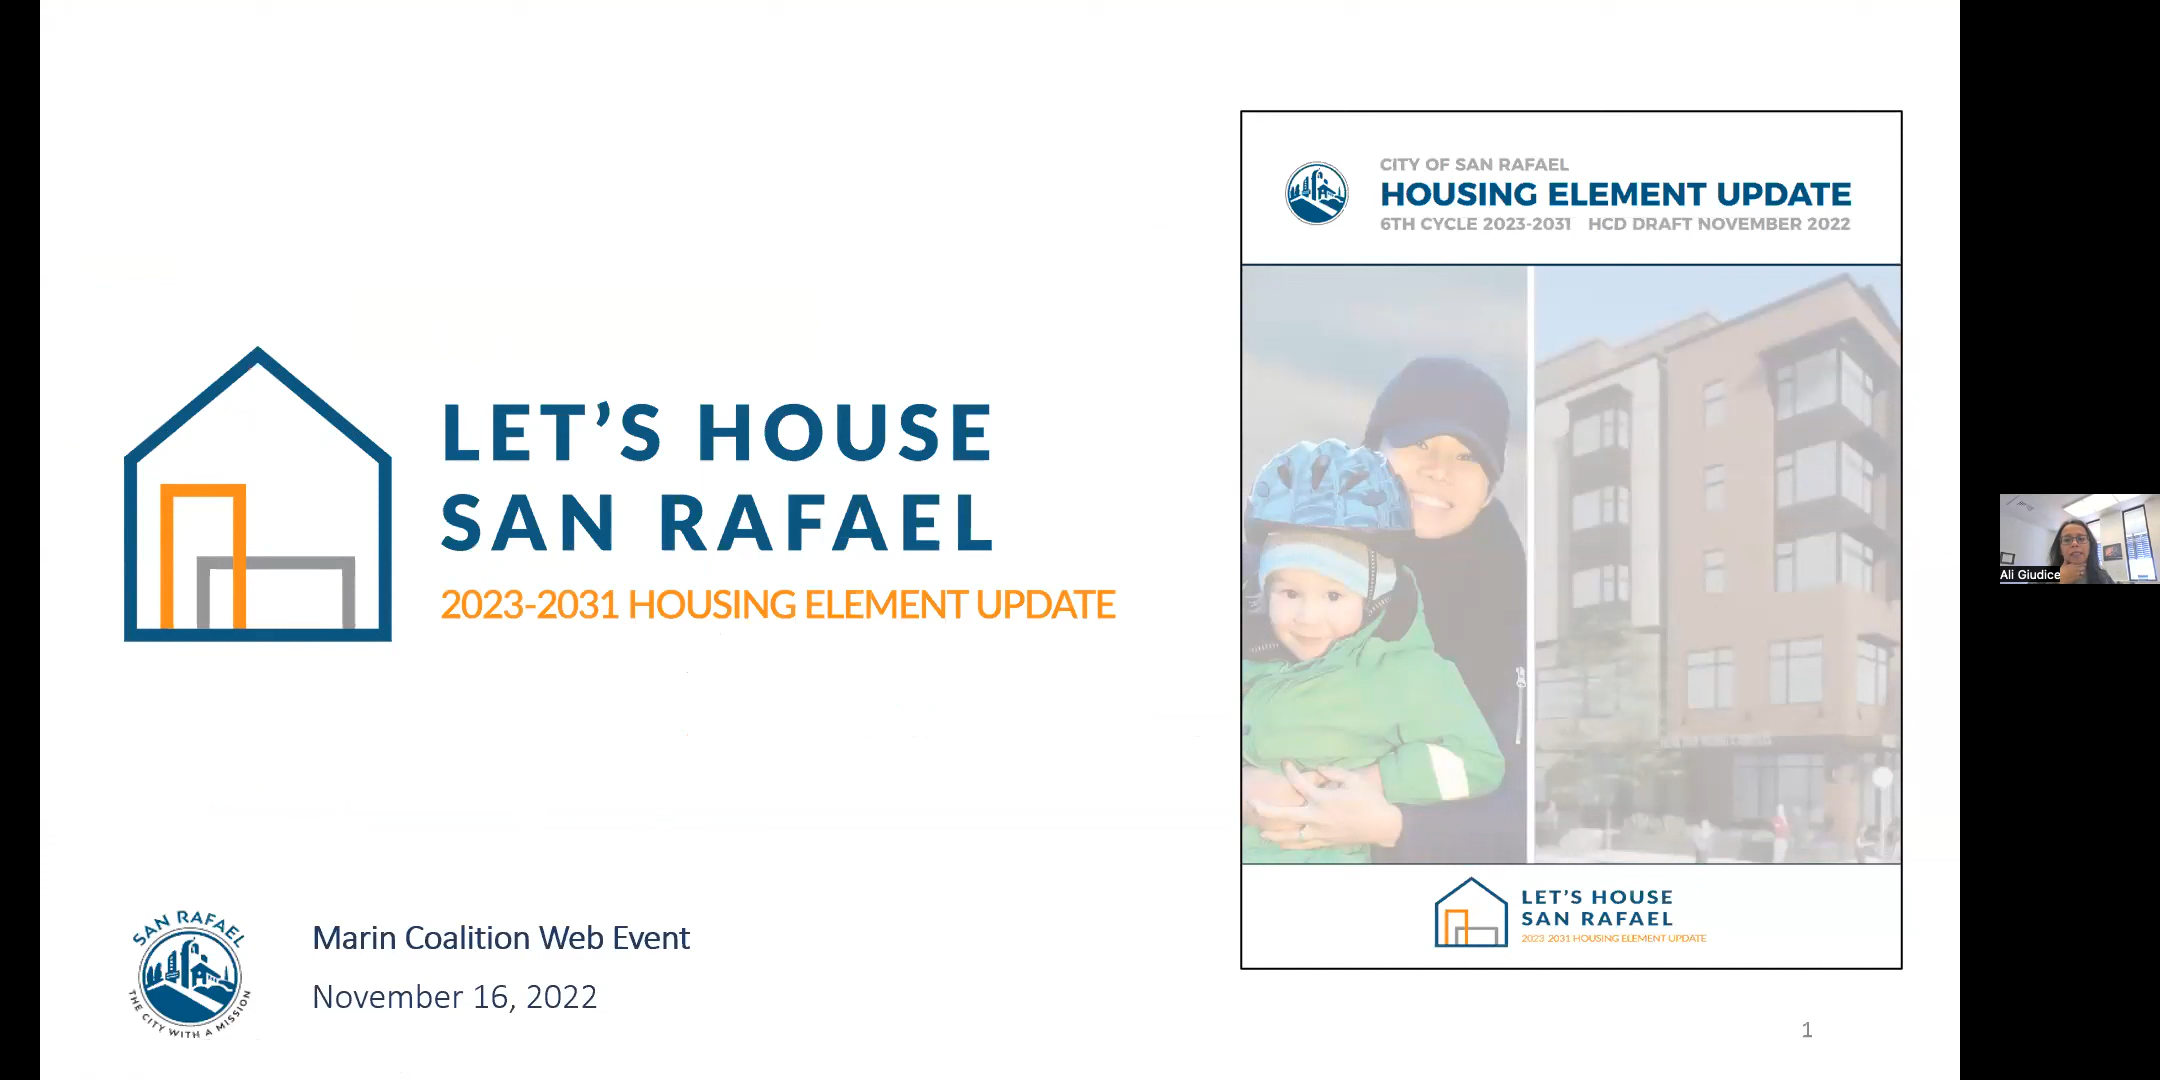 LET'S HOUSE
SAN RAFAEL
2023-2031 HOUSING ELEMENT UPDATE
SAN RAFAEL
THE CITY WITH A MISSION
Marin Coalition Web Event
November 16, 2022
CITY OF SAN RAFAEL
HOUSING ELEMENT UPDATE
6TH CYCLE 2023-2031 HCD DRAFT NOVEMBER 2022
LET'S HOUSE
SAN RAFAEL
2023 2031 HOUSING ELEMENT UPDATE
1
Ali Giudice